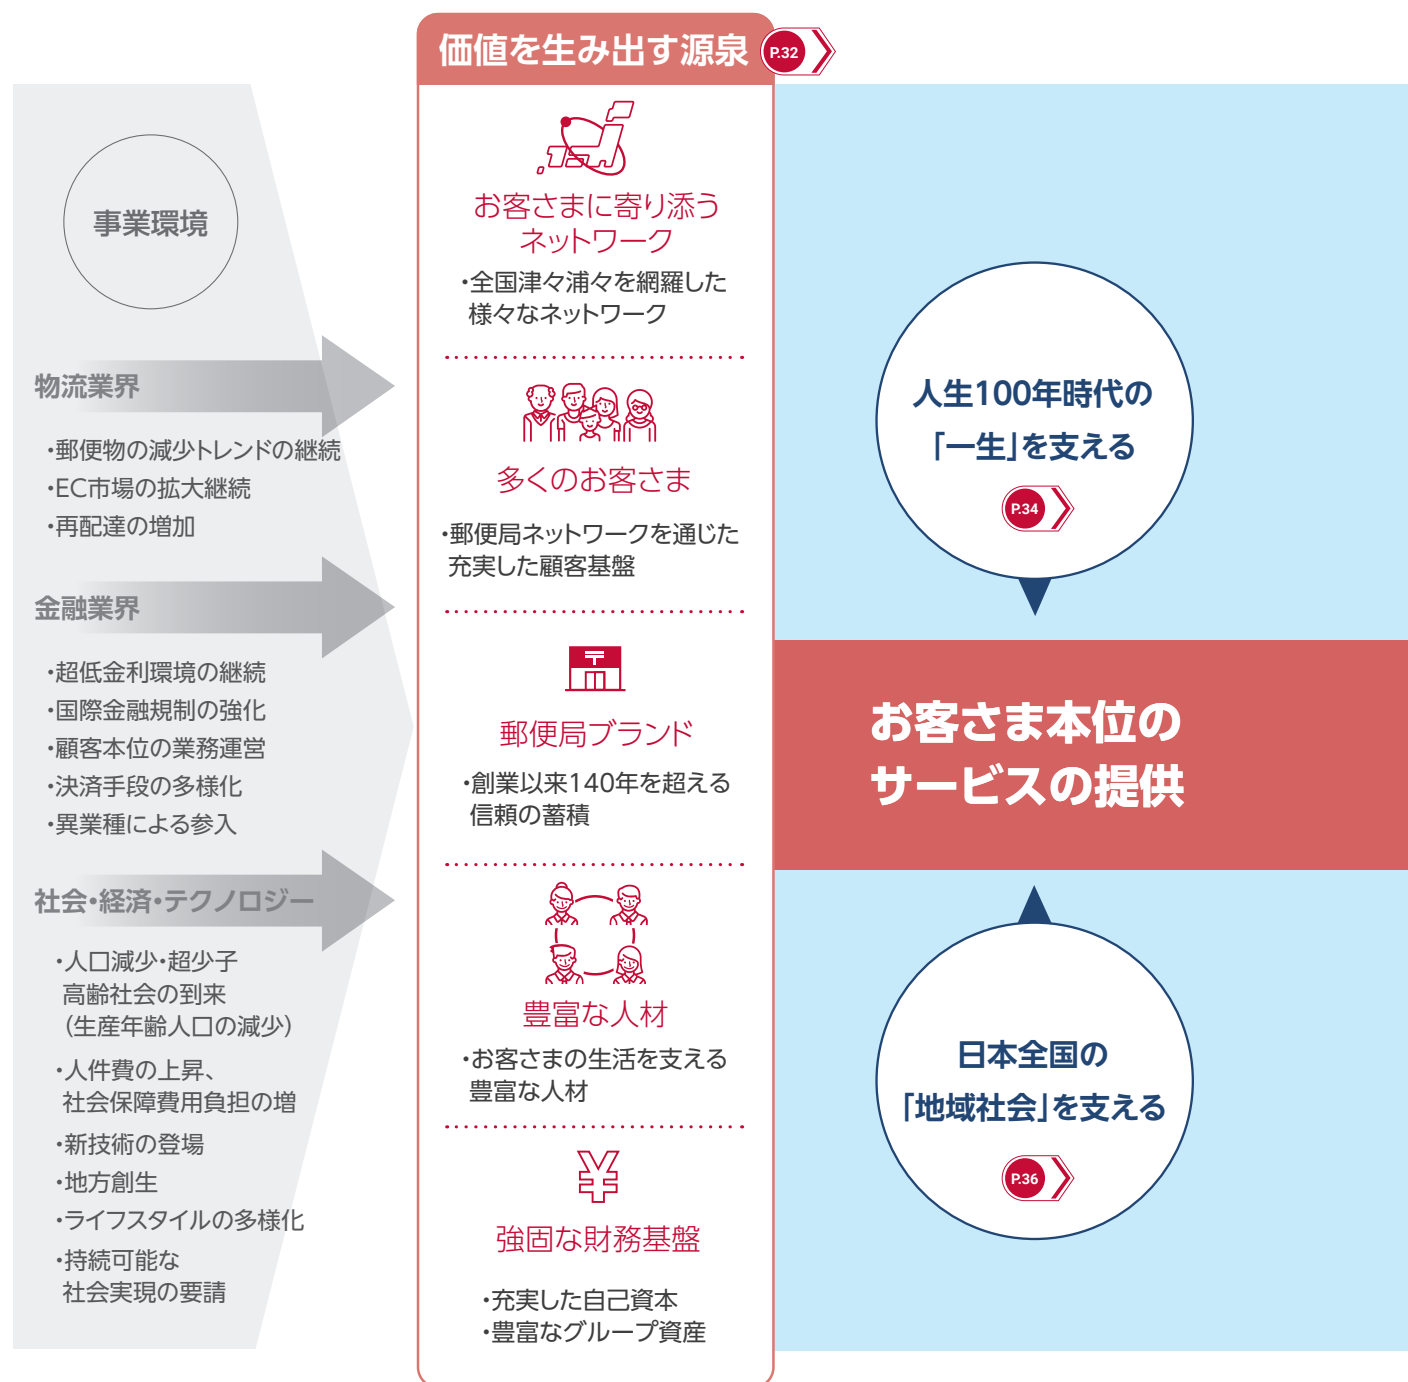 事業環境
物流業界
・郵便物の減少トレンドの継続
・EC市場の拡大継続
・再配達の増加
金融業界
・超低金利環境の継続
・国際金融規制の強化
・顧客本位の業務運営
・決済手段の多様化
・異業種による参入
社会・経済・テクノロジー
・人口減少・超少子
高齢社会の到来
（生産年齢人口の減少）
・人件費の上昇、
社会保障費用負担の増
・新技術の登場
・地方創生
・ライフスタイルの多様化
・持続可能な
社会実現の要請
価値を生み出す源泉
P.32
お客さまに寄り添う
ネットワーク
・全国津々浦々を網羅した
様々なネットワーク
多くのお客さま
・郵便局ネットワークを通じた
充実した顧客基盤
〒
郵便局ブランド
・創業以来140年を超える
信頼の蓄積
豊富な人材
・お客さまの生活を支える
豊富な人材
¥
強固な財務基盤
・充実した自己資本
・豊富なグループ資産
人生100年時代の
「一生」を支える
P.34
お客さま本位の
サービスの提供
日本全国の
「地域社会」を支える
P.36